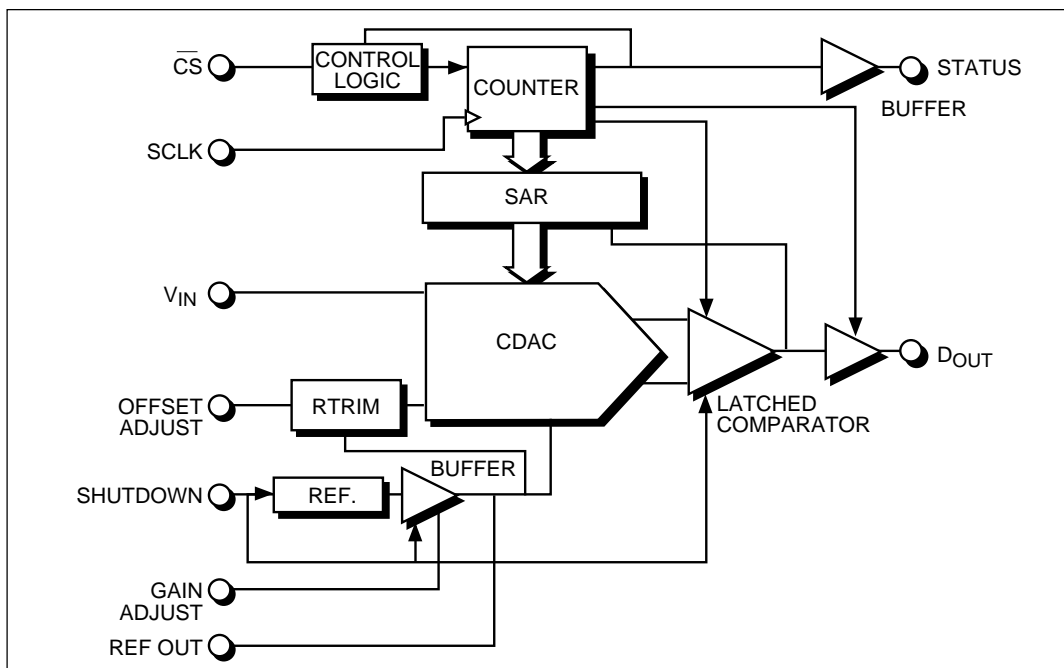 C̅S̅
CONTROL
LOGIC
COUNTER
STATUS
BUFFER
SCLK
SAR
VIN
CDAC
DOUT
LATCHED
COMPARATOR
OFFSET
ADJUST
RTRIM
BUFFER
SHUTDOWN
REF.
GAIN
ADJUST
REF OUT